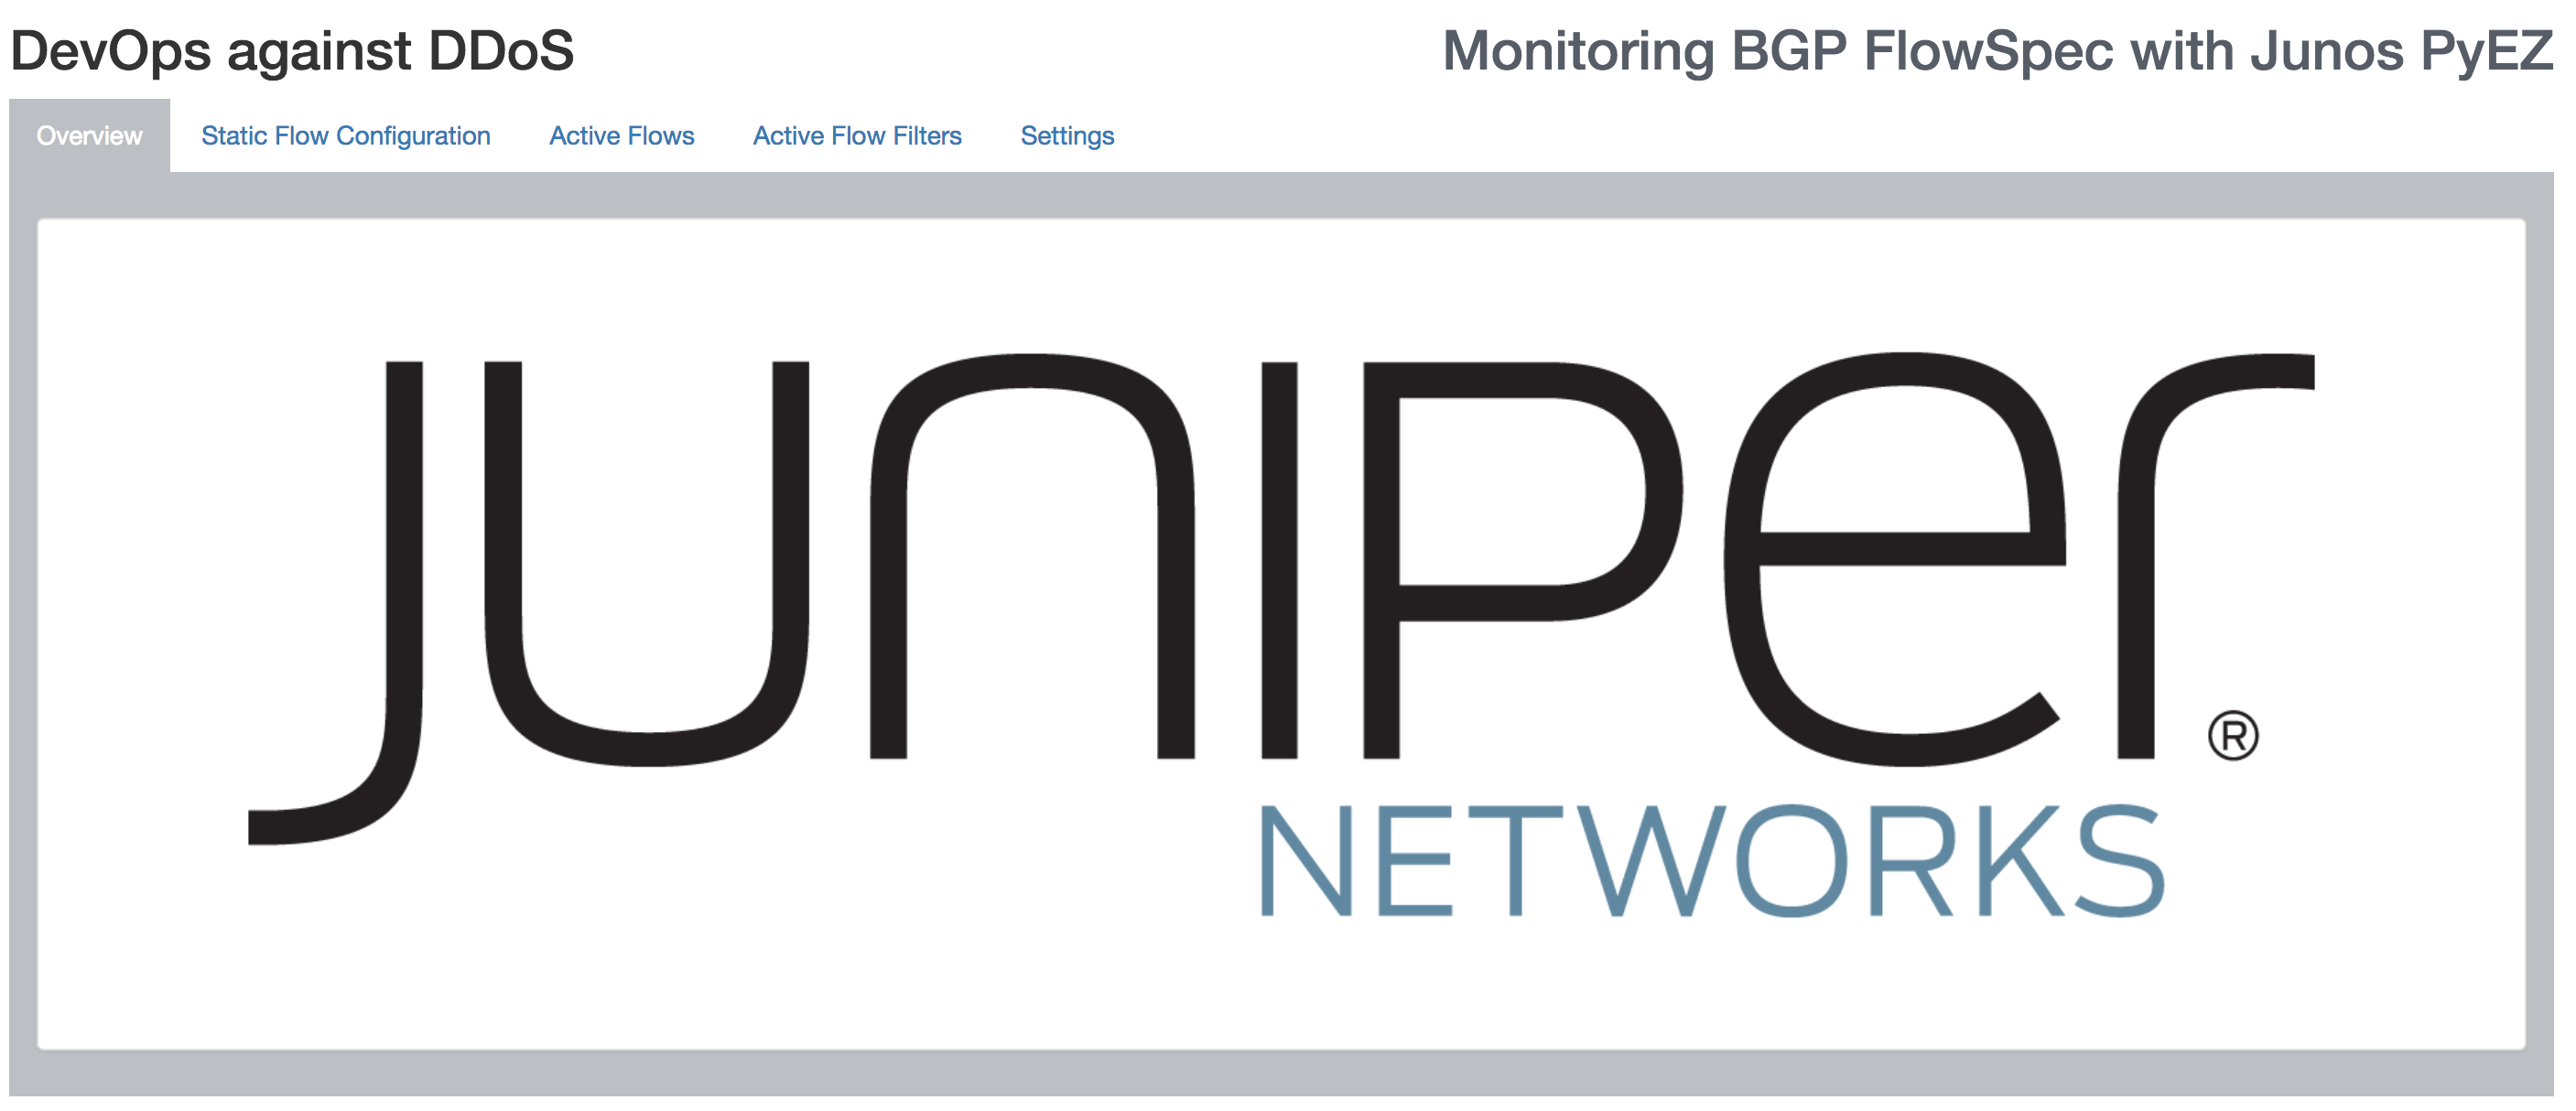 DevOps against DDoS
Monitoring BGP FlowSpec with Junos PyEZ
Overview Static Flow Configuration Active Flows Active Flow Filters Settings
JUNIPer®
NETWORKS